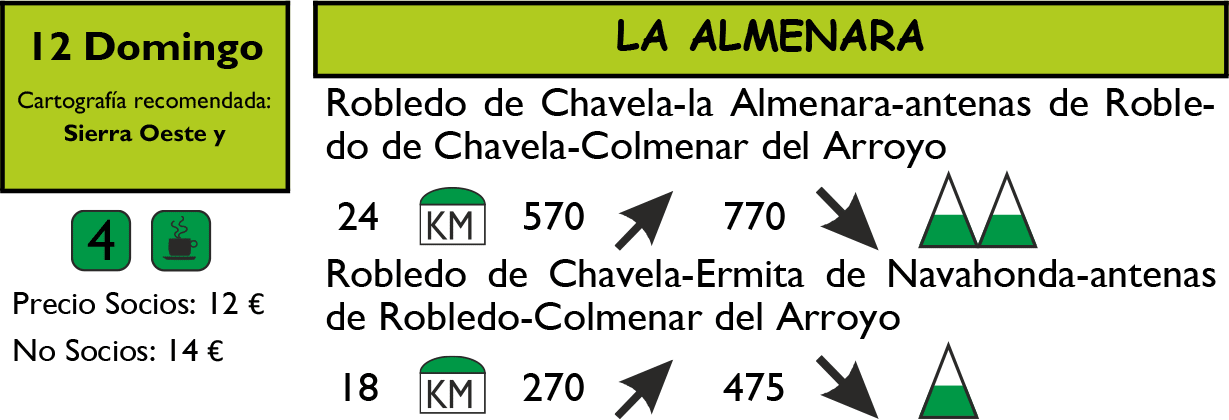 12 Domingo
Cartografía recomendada:
Sierra Oeste y
4
Precio Socios: 12 €
No Socios: 14 €
LA ALMENARA
Robledo de Chavela-la Almenara-antenas de Roble-
do de Chavela-Colmenar del Arroyo
24 KM 570 770
Robledo de Chavela-Ermita de Navahonda-antenas
de Robledo-Colmenar del Arroyo
18 KM 270 475